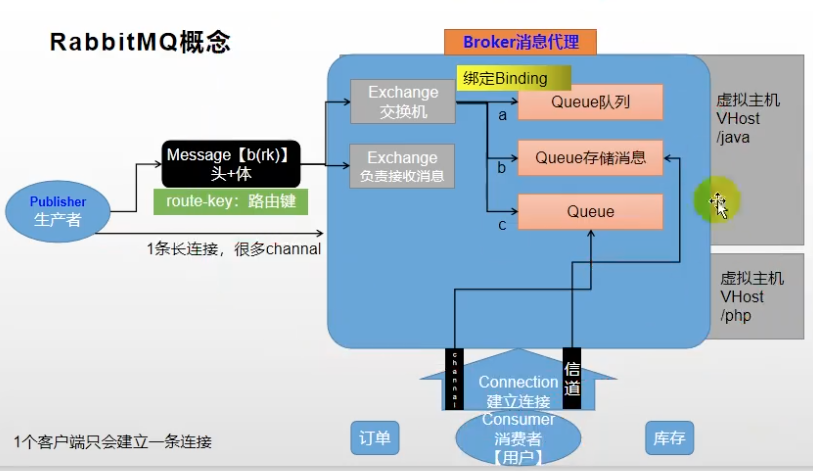 RabbitMQ概念
Broker消息代理
绑定Binding
Exchange
交换机
a
Queue队列
虚拟主机
VHost
/java
Message【b(rk)】
头+体
Exchange
负责接收消息
b
Queue存储消息
route-key：路由键
Publisher
生产者
c
Queue
1条长连接，很多channal
虚拟主机
VHost
/php
channal
信道
Connection
建立连接
Consumer
消费者
【用户】
订单
库存
1个客户端只会建立一条连接